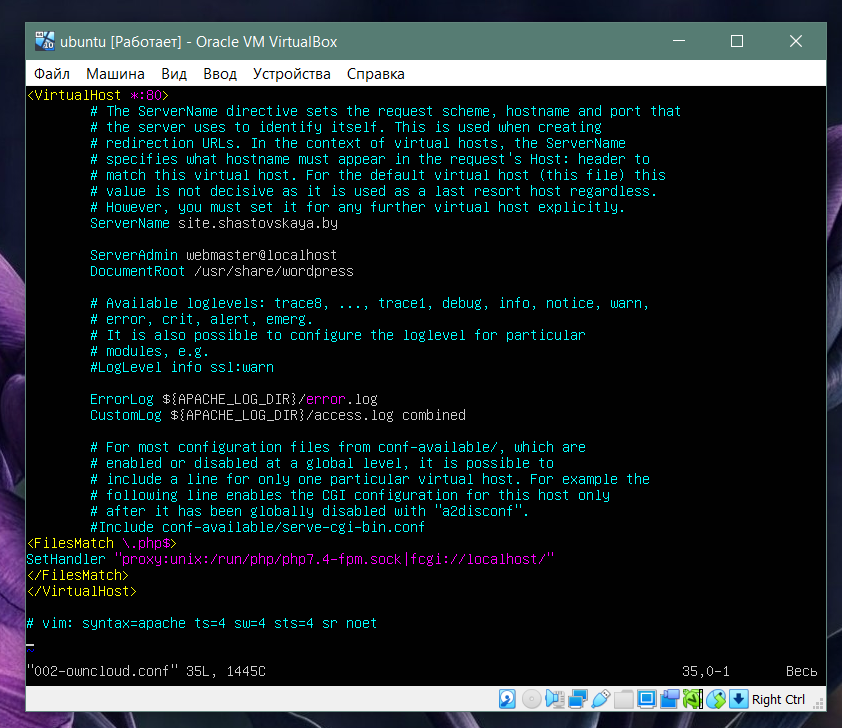 ubuntu [Работает] - Oracle VM VirtualBox
Файл Машина Вид Ввод Устройства Справка
<VirtualHost *:80>
# The ServerName directive sets the request scheme, hostname and port that
# the server uses to identify itself. This is used when creating
# redirection URLs. In the context of virtual hosts, the ServerName
# specifies what hostname must appear in the request's Host: header to
# match this virtual host. For the default virtual host (this file) this
# value is not decisive as it is used as a last resort host regardless.
# However, you must set it for any further virtual host explicitly.
ServerName site.shastovskaya.by
ServerAdmin webmaster@localhost
DocumentRoot /usr/share/wordpress
# Available loglevels: trace8, ..., trace1, debug, info, notice, warn,
# error, crit, alert, emerg.
# It is also possible to configure the loglevel for particular
# modules, e.g.
#LogLevel info ssl:warn
ErrorLog ${APACHE_LOG_DIR}/error.log
CustomLog ${APACHE_LOG_DIR}/access.log combined
# For most configuration files from conf-available/, which are
# enabled or disabled at a global level, it is possible to
# include a line for only one particular virtual host. For example the
# following line enables the CGI configuration for this host only
# after it has been globally disabled with "a2disconf".
#Include conf-available/serve-cgi-bin.conf
<FilesMatch \.php$>
SetHandler "proxy:unix:/run/php/php7.4-fpm.sock|fcgi://localhost/"
</FilesMatch>
</VirtualHost>
# vim: syntax=apache ts=4 sw=4 sts=4 sr noet
"002-owncloud.conf" 35L, 1445C 35,0-1 Весь
Right Ctrl